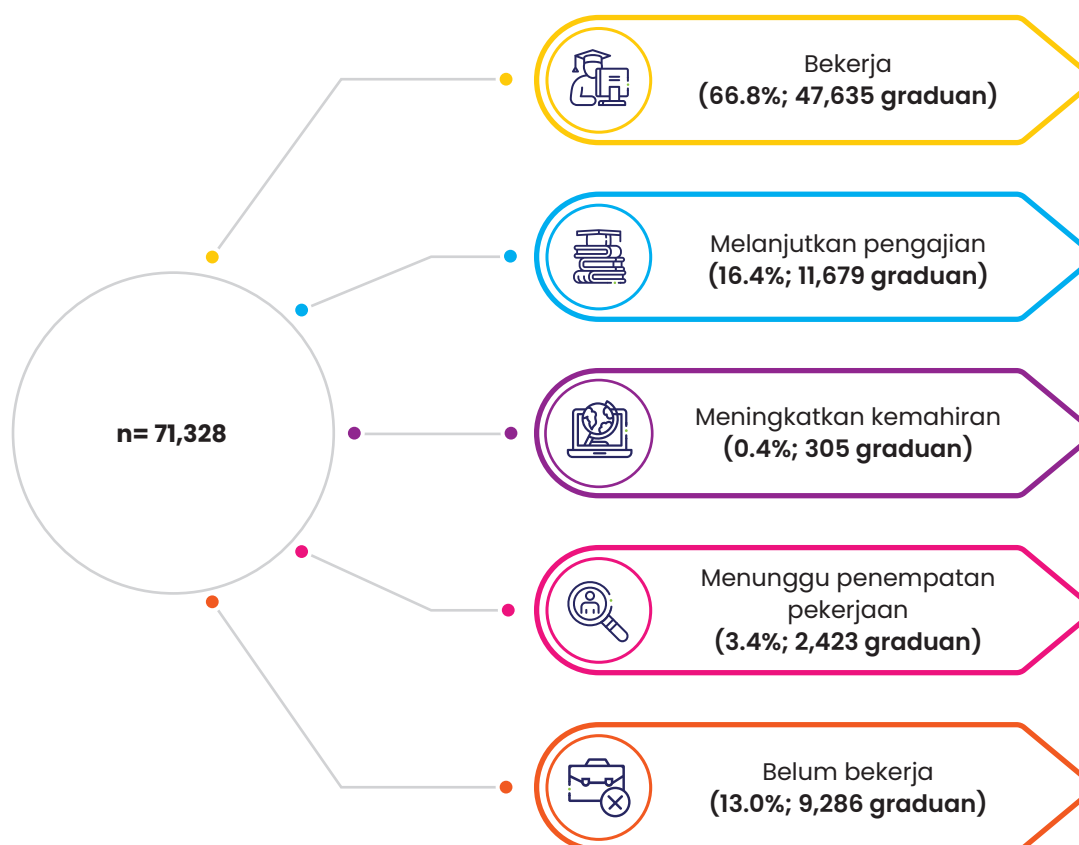 Bekerja
(66.8%; 47,635 graduan)
Melanjutkan pengajian
(16.4%; 11,679 graduan)
n= 71,328
Meningkatkan kemahiran
(0.4%; 305 graduan)
Menunggu penempatan
pekerjaan
(3.4%; 2,423 graduan)
Belum bekerja
(13.0%; 9,286 graduan)